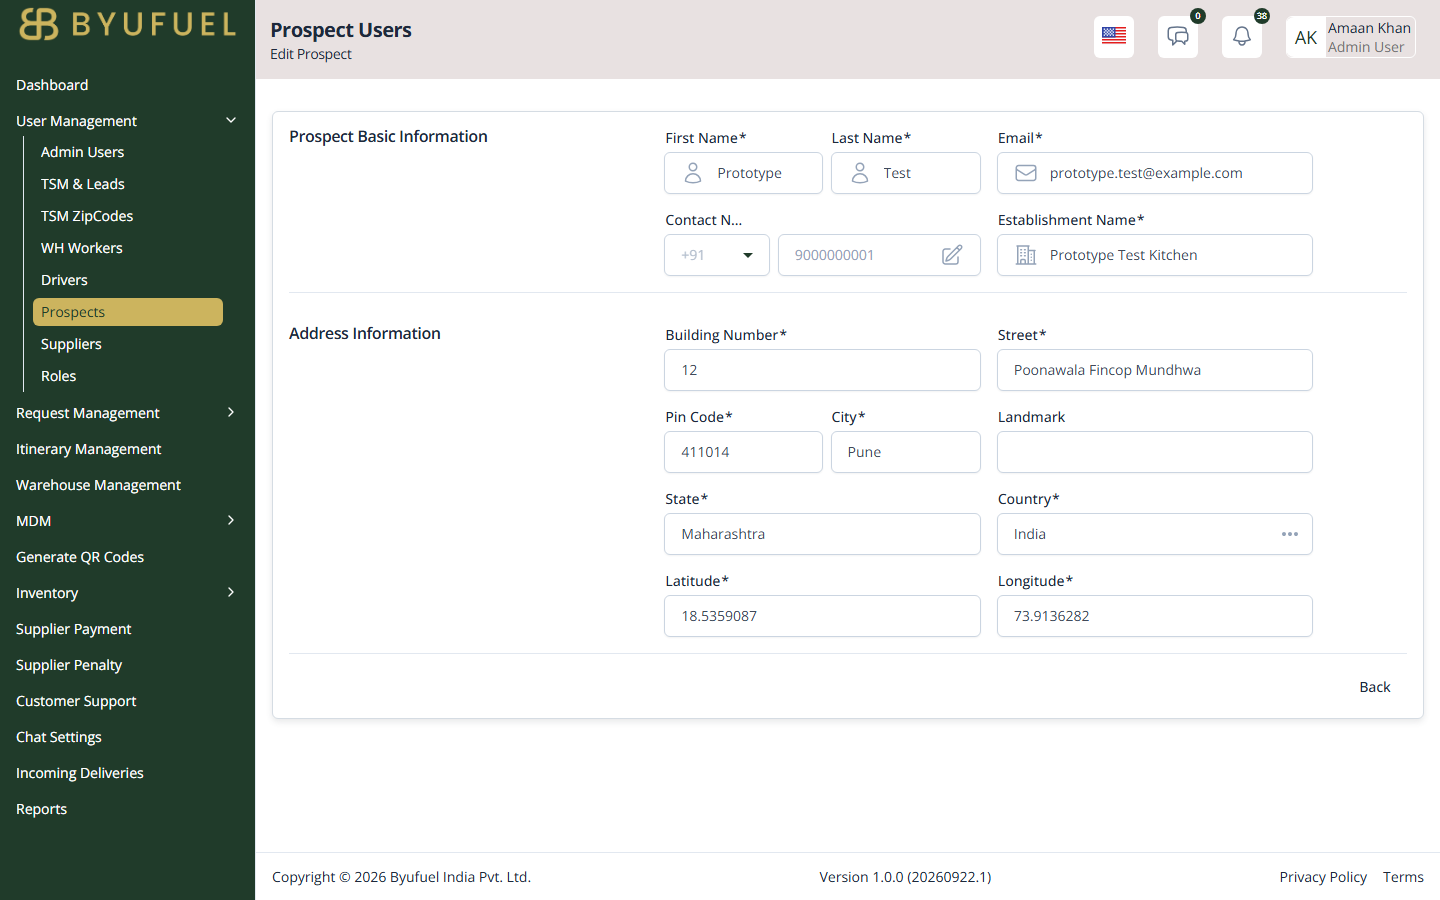 BYUFUEL
Dashboard
User Management
Admin Users
TSM & Leads
TSM ZipCodes
WH Workers
Drivers
Prospects
Suppliers
Roles
Request Management
Itinerary Management
Warehouse Management
MDM
Generate QR Codes
Inventory
Supplier Payment
Supplier Penalty
Customer Support
Chat Settings
Incoming Deliveries
Reports
Prospect Users
Edit Prospect
0
38
AK
Amaan Khan
Admin User
Prospect Basic Information
First Name*
Last Name*
Email*
Prototype
Test
prototype.test@example.com
Contact N...
Establishment Name*
+91
9000000001
Prototype Test Kitchen
Address Information
Building Number*
Street*
12
Poonawala Fincop Mundhwa
Pin Code*
City*
Landmark
411014
Pune
State*
Country*
Maharashtra
India
Latitude*
Longitude*
18.5359087
73.9136282
Back
Copyright © 2026 Byufuel India Pvt. Ltd.
Version 1.0.0 (20260922.1)
Privacy Policy
Terms